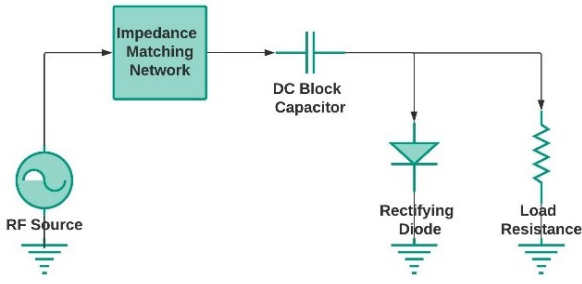 Impedance
Matching
Network
DC Block
Capacitor
RF Source
Rectifying
Diode
Load
Resistance